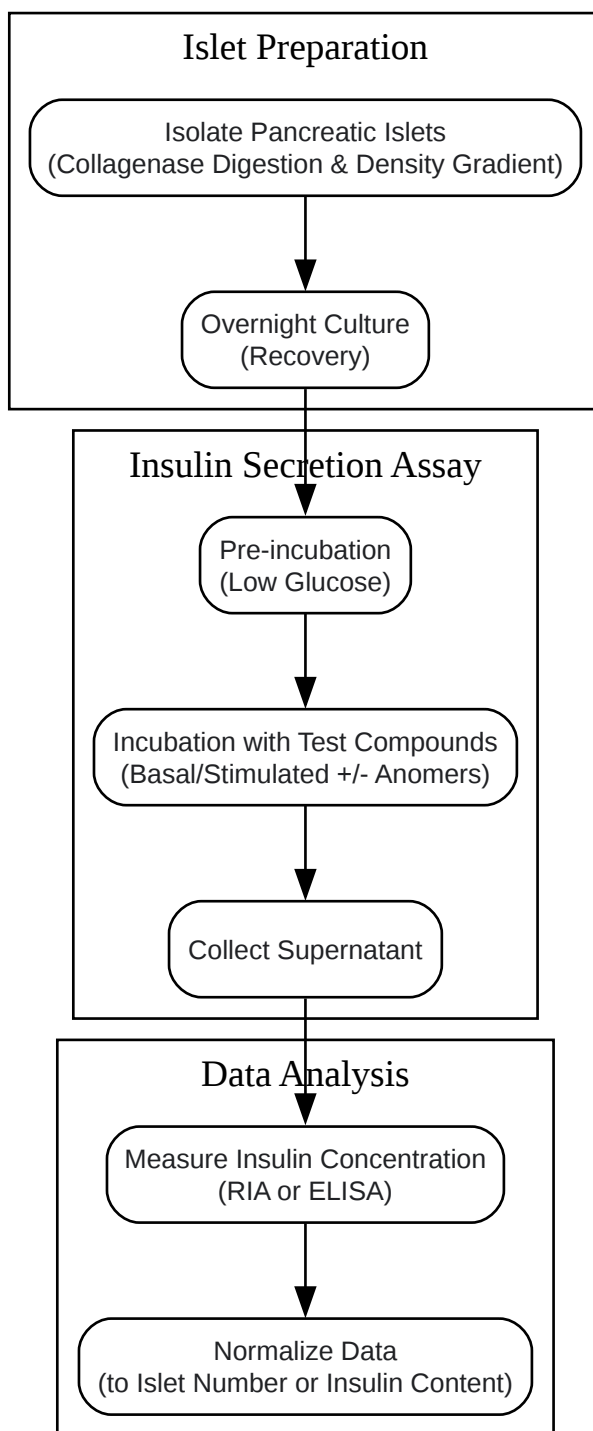 Islet Preparation
Isolate Pancreatic Islets
(Collagenase Digestion & Density Gradient)
Overnight Culture
(Recovery)
Insulin Secretion Assay
Pre-incubation
(Low Glucose)
Incubation with Test Compounds
(Basal/Stimulated +/- Anomers)
Collect Supernatant
Data Analysis
Measure Insulin Concentration
(RIA or ELISA)
Normalize Data
(to Islet Number or Insulin Content)